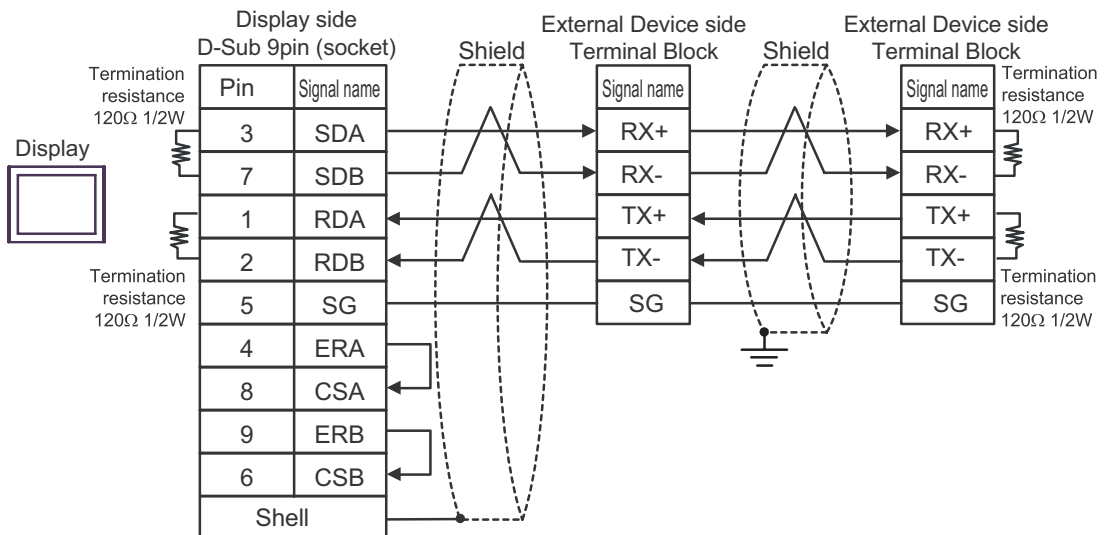 Display side
D-Sub 9pin (socket)
Shield
External Device side
Terminal Block
Shield
External Device side
Terminal Block
Termination
resistance
120Ω 1/2W
Pin
Signal name
Signal name
Signal name
Termination
resistance
120Ω 1/2W
Display
3
SDA
RX+
RX+
7
SDB
RX-
RX-
1
RDA
TX+
TX+
2
RDB
TX-
TX-
Termination
resistance
120Ω 1/2W
5
SG
SG
SG
Termination
resistance
120Ω 1/2W
4
ERA
8
CSA
9
ERB
6
CSB
Shell